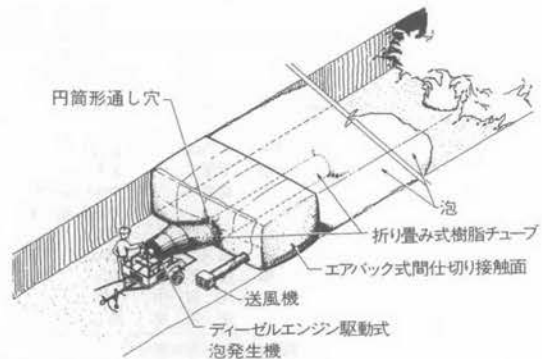 円筒形通し穴
泡
折り畳み式樹脂チューブ
エアバック式間仕切り接触面
送風機
ディーゼルエンジン駆動式
泡発生機